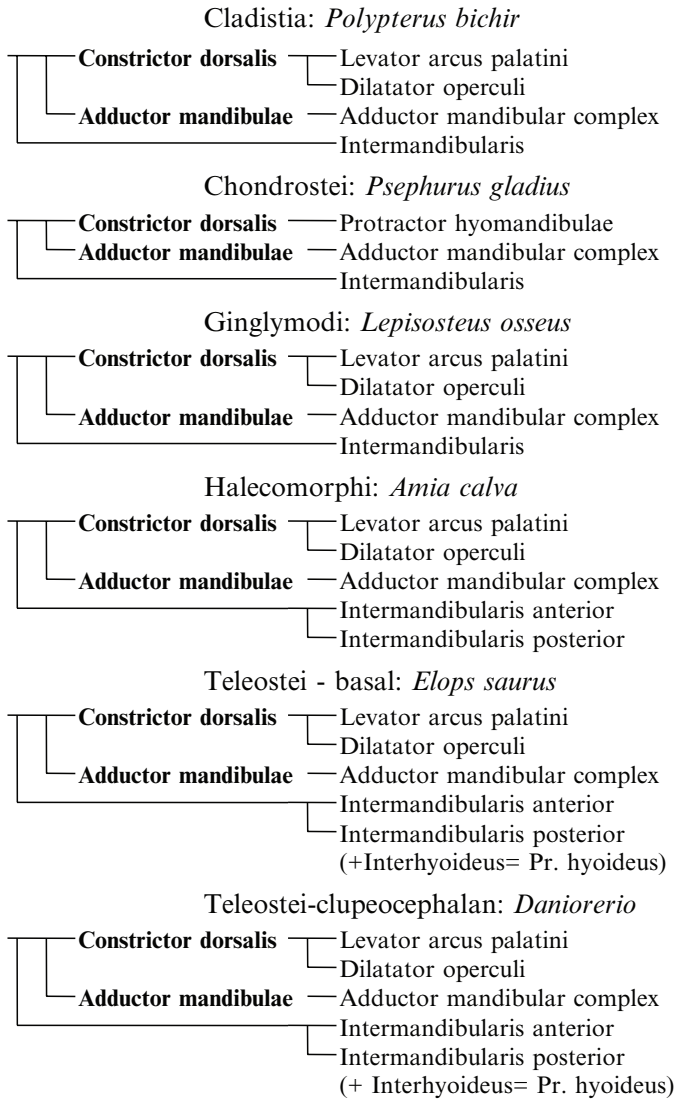 Cladistia: Polypterus bichir
Constrictor dorsalis Levator arcus palatini
Dilatator operculi
Adductor mandibulae Adductor mandibular complex
Intermandibularis
Chondrostei: Psephurus gladius
Constrictor dorsalis Protractor hyomandibulae
Adductor mandibulae Adductor mandibular complex
Intermandibularis
Ginglymodi: Lepisosteus osseus
Constrictor dorsalis Levator arcus palatini
Dilatator operculi
Adductor mandibulae Adductor mandibular complex
Intermandibularis
Halecomorphi: Amia calva
Constrictor dorsalis Levator arcus palatini
Dilatator operculi
Adductor mandibulae Adductor mandibular complex
Intermandibularis anterior
Intermandibularis posterior
Teleostei - basal: Elops saurus
Constrictor dorsalis Levator arcus palatini
Dilatator operculi
Adductor mandibulae Adductor mandibular complex
Intermandibularis anterior
Intermandibularis posterior
(+Interhyoideus= Pr. hyoideus)
Teleostei-clupeocephalan: Daniorerio
Constrictor dorsalis Levator arcus palatini
Dilatator operculi
Adductor mandibulae Adductor mandibular complex
Intermandibularis anterior
Intermandibularis posterior
(+ Interhyoideus= Pr. hyoideus)